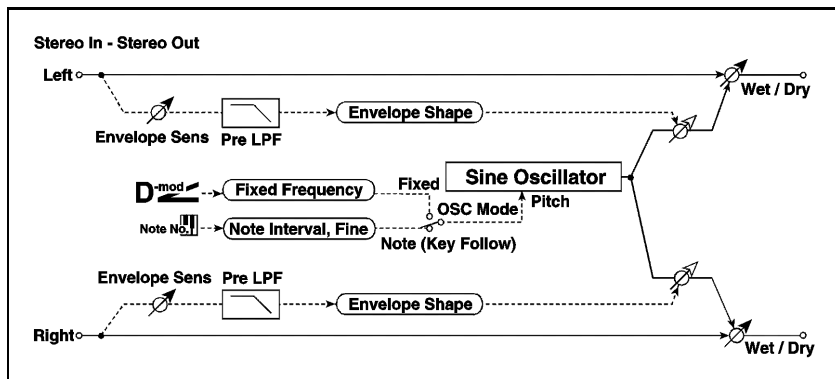 Stereo In - Stereo Out
Left
Wet / Dry
Envelope Sens
Pre LPF
Envelope Shape
D-mod
Fixed Frequency
Fixed
Sine Oscillator
OSC Mode
Pitch
Note No.
Note Interval, Fine
Note (Key Follow)
Envelope Sens
Pre LPF
Envelope Shape
Right
Wet / Dry